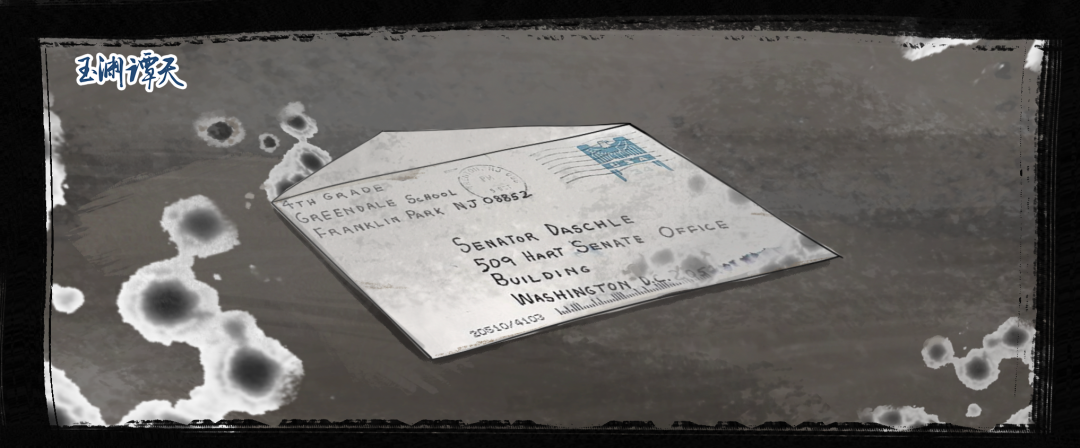 玉渊谭天
4TH GRADE
GREENDALE SCHOOL
FRANKLIN PARK NJ 08852
SENATOR DASCHLE
509 HART SENATE OFFICE
BUILDING
WASHINGTON D.C.
20510/4103